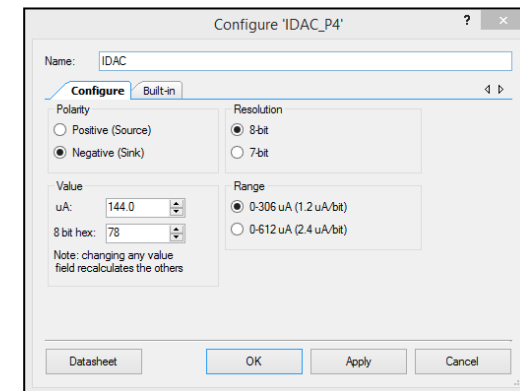 Configure 'IDAC_P4'
Name: IDAC
Configure Built-in
Polarity
Positive (Source)
Negative (Sink)
Resolution
8-bit
7-bit
Value
uA: 144.0
8 bit hex: 78
Note: changing any value
field recalculates the others
Range
0-306 uA (1.2 uA/bit)
0-612 uA (2.4 uA/bit)
Datasheet OK Apply Cancel